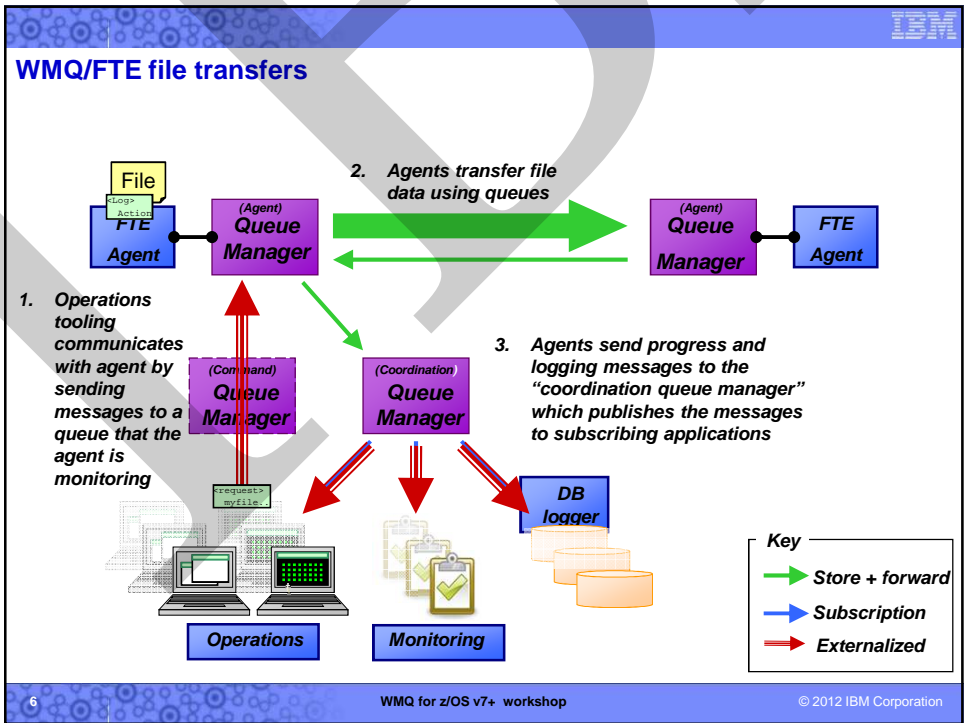 IBM
WMQ/FTE file transfers
File
<Log>
Action
FTE
Agent
(Agent)
Queue
Manager
2. Agents transfer file
data using queues
(Agent)
Queue
Manager
FTE
Agent
1. Operations
tooling
communicates
with agent by
sending
messages to a
queue that the
agent is
monitoring
(Command)
Queue
Manager
(Coordination)
Queue
Manager
3. Agents send progress and
logging messages to the
“coordination queue manager”
which publishes the messages
to subscribing applications
<request>
myfile..
DB
logger
Operations
Monitoring
Key
Store + forward
Subscription
Externalized
6
WMQ for z/OS v7+ workshop
© 2012 IBM Corporation